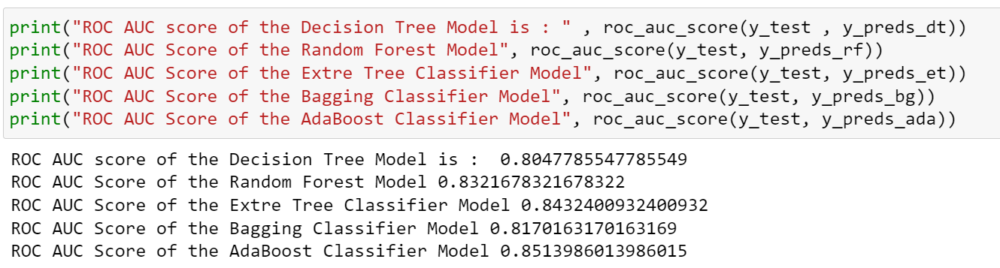 print("ROC AUC score of the Decision Tree Model is : " , roc_auc_score(y_test , y_preds_dt))
print("ROC AUC Score of the Random Forest Model", roc_auc_score(y_test, y_preds_rf))
print("ROC AUC Score of the Extre Tree Classifier Model", roc_auc_score(y_test, y_preds_et))
print("ROC AUC Score of the Bagging Classifier Model", roc_auc_score(y_test, y_preds_bg))
print("ROC AUC Score of the AdaBoost Classifier Model", roc_auc_score(y_test, y_preds_ada))
ROC AUC score of the Decision Tree Model is :  0.8047785547785549
ROC AUC Score of the Random Forest Model 0.8321678321678322
ROC AUC Score of the Extre Tree Classifier Model 0.8432400932400932
ROC AUC Score of the Bagging Classifier Model 0.8170163170163169
ROC AUC Score of the AdaBoost Classifier Model 0.8513986013986015